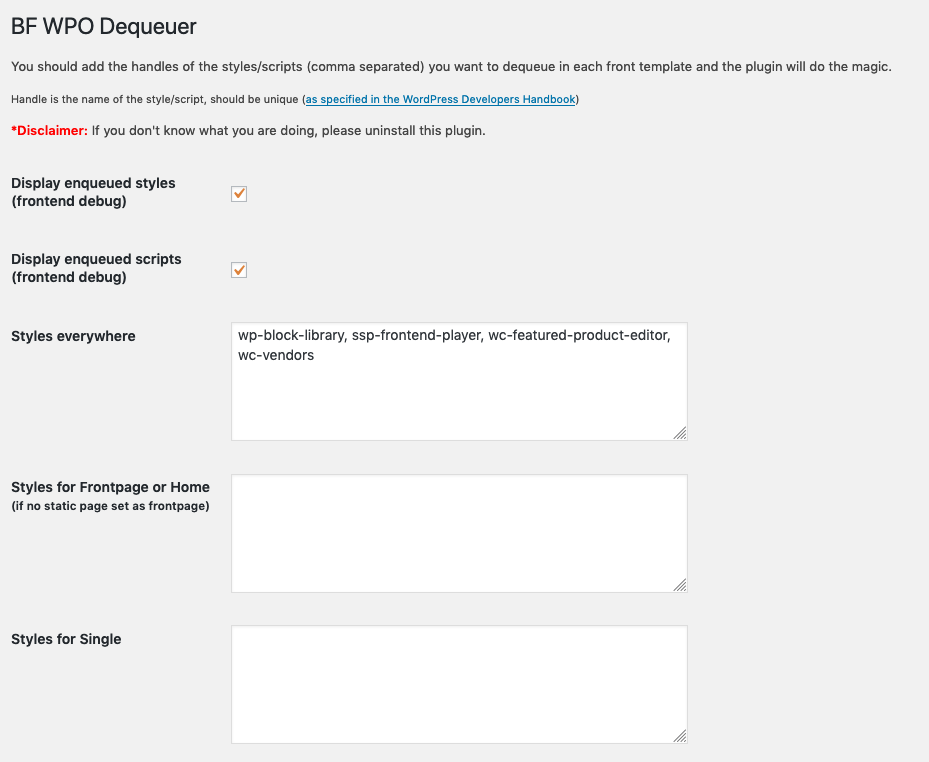 BF WPO Dequeuer
You should add the handles of the styles/scripts (comma separated) you want to dequeue in each front template and the plugin will do the magic.
Handle is the name of the style/script, should be unique (as specified in the WordPress Developers Handbook)
*Disclaimer: If you don't know what you are doing, please uninstall this plugin.
Display enqueued styles
(frontend debug)
Display enqueued scripts
(frontend debug)
Styles everywhere
wp-block-library, ssp-frontend-player, wc-featured-product-editor,
wc-vendors
Styles for Frontpage or Home
(if no static page set as frontpage)
Styles for Single